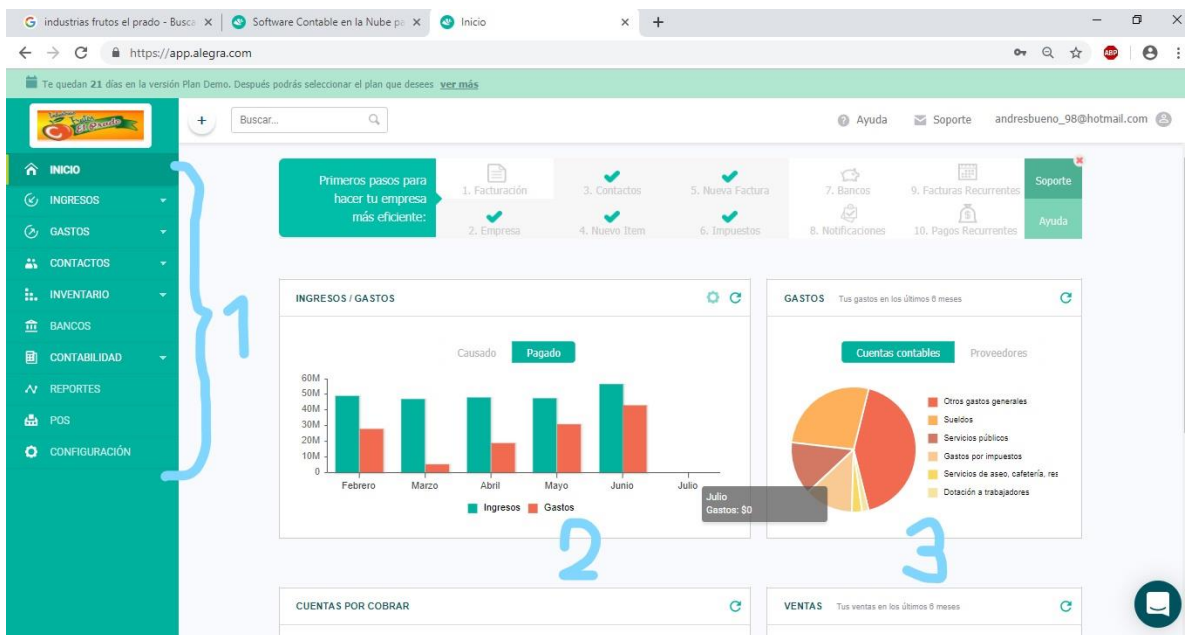 industrias frutos el prado - Busca
Software Contable en la Nube pa
Inicio
https://app.alegra.com
ABP
Te quedan 21 días en la versión Plan Demo. Después podrás seleccionar el plan que desees ver más
Frutos
El Prado
Buscar...
Ayuda
Soporte
andresbueno_98@hotmail.com
INICIO
INGRESOS
GASTOS
CONTACTOS
INVENTARIO
BANCOS
CONTABILIDAD
REPORTES
POS
CONFIGURACIÓN
1
Primeros pasos para
hacer tu empresa
más eficiente:
1. Facturación
3. Contactos
5. Nueva Factura
7. Bancos
9. Facturas Recurrentes
Soporte
2. Empresa
4. Nuevo Item
6. Impuestos
8. Notificaciones
10. Pagos Recurrentes
Ayuda
INGRESOS / GASTOS
Causado
Pagado
60M
50M
40M
30M
20M
10M
0
Febrero
Marzo
Abril
Mayo
Junio
Julio
Ingresos
Gastos
Julio
Gastos: $0
2
GASTOS Tus gastos en los últimos 6 meses
Cuentas contables
Proveedores
Otros gastos generales
Sueldos
Servicios públicos
Gastos por impuestos
Servicios de aseo, cafetería, res
Dotación a trabajadores
3
CUENTAS POR COBRAR
VENTAS Tus ventas en los últimos 6 meses